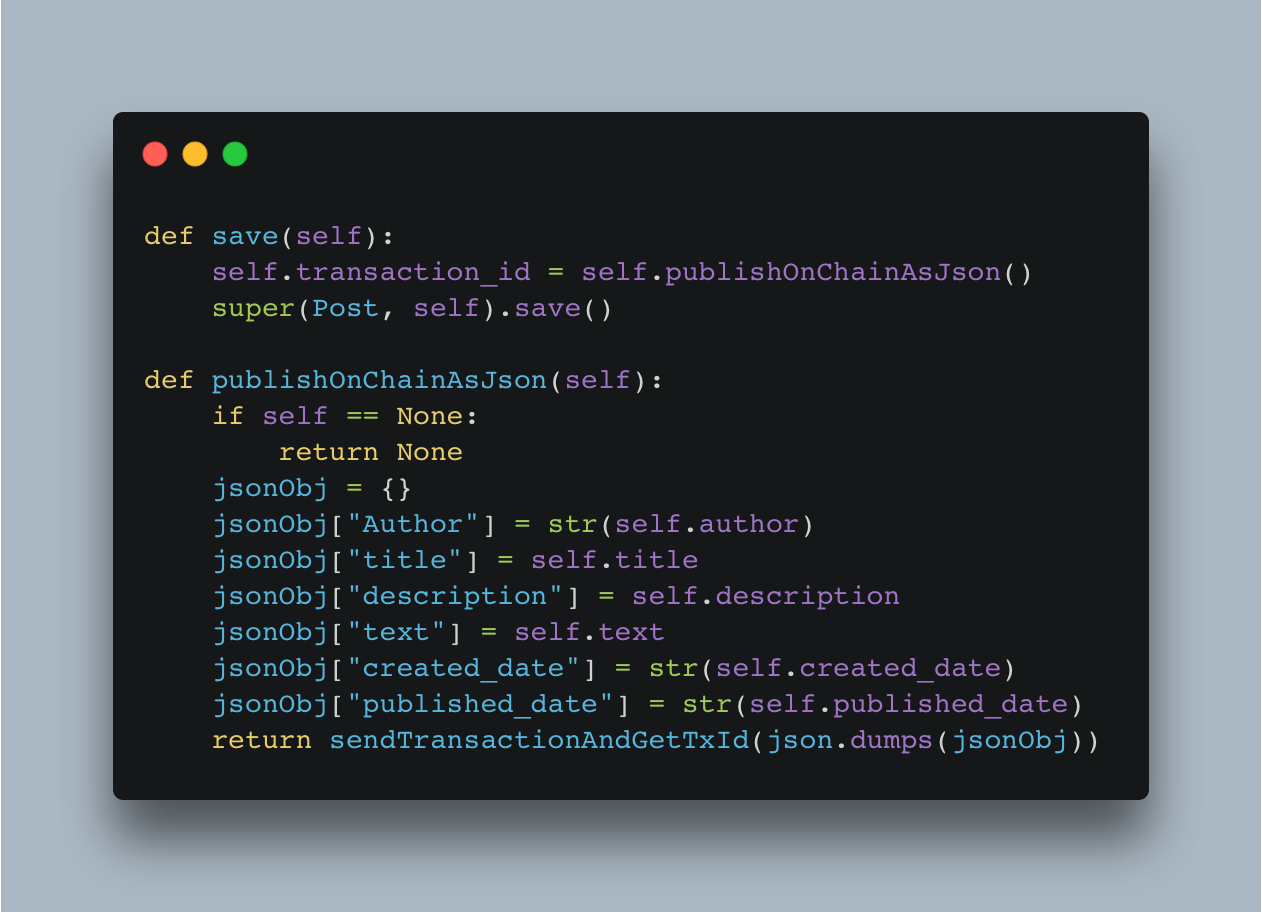 def save(self):
    self.transaction_id = self.publishOnChainAsJson()
    super(Post, self).save()

def publishOnChainAsJson(self):
    if self == None:
        return None
    jsonObj = {}
    jsonObj["Author"] = str(self.author)
    jsonObj["title"] = self.title
    jsonObj["description"] = self.description
    jsonObj["text"] = self.text
    jsonObj["created_date"] = str(self.created_date)
    jsonObj["published_date"] = str(self.published_date)
    return sendTransactionAndGetTxId(json.dumps(jsonObj))